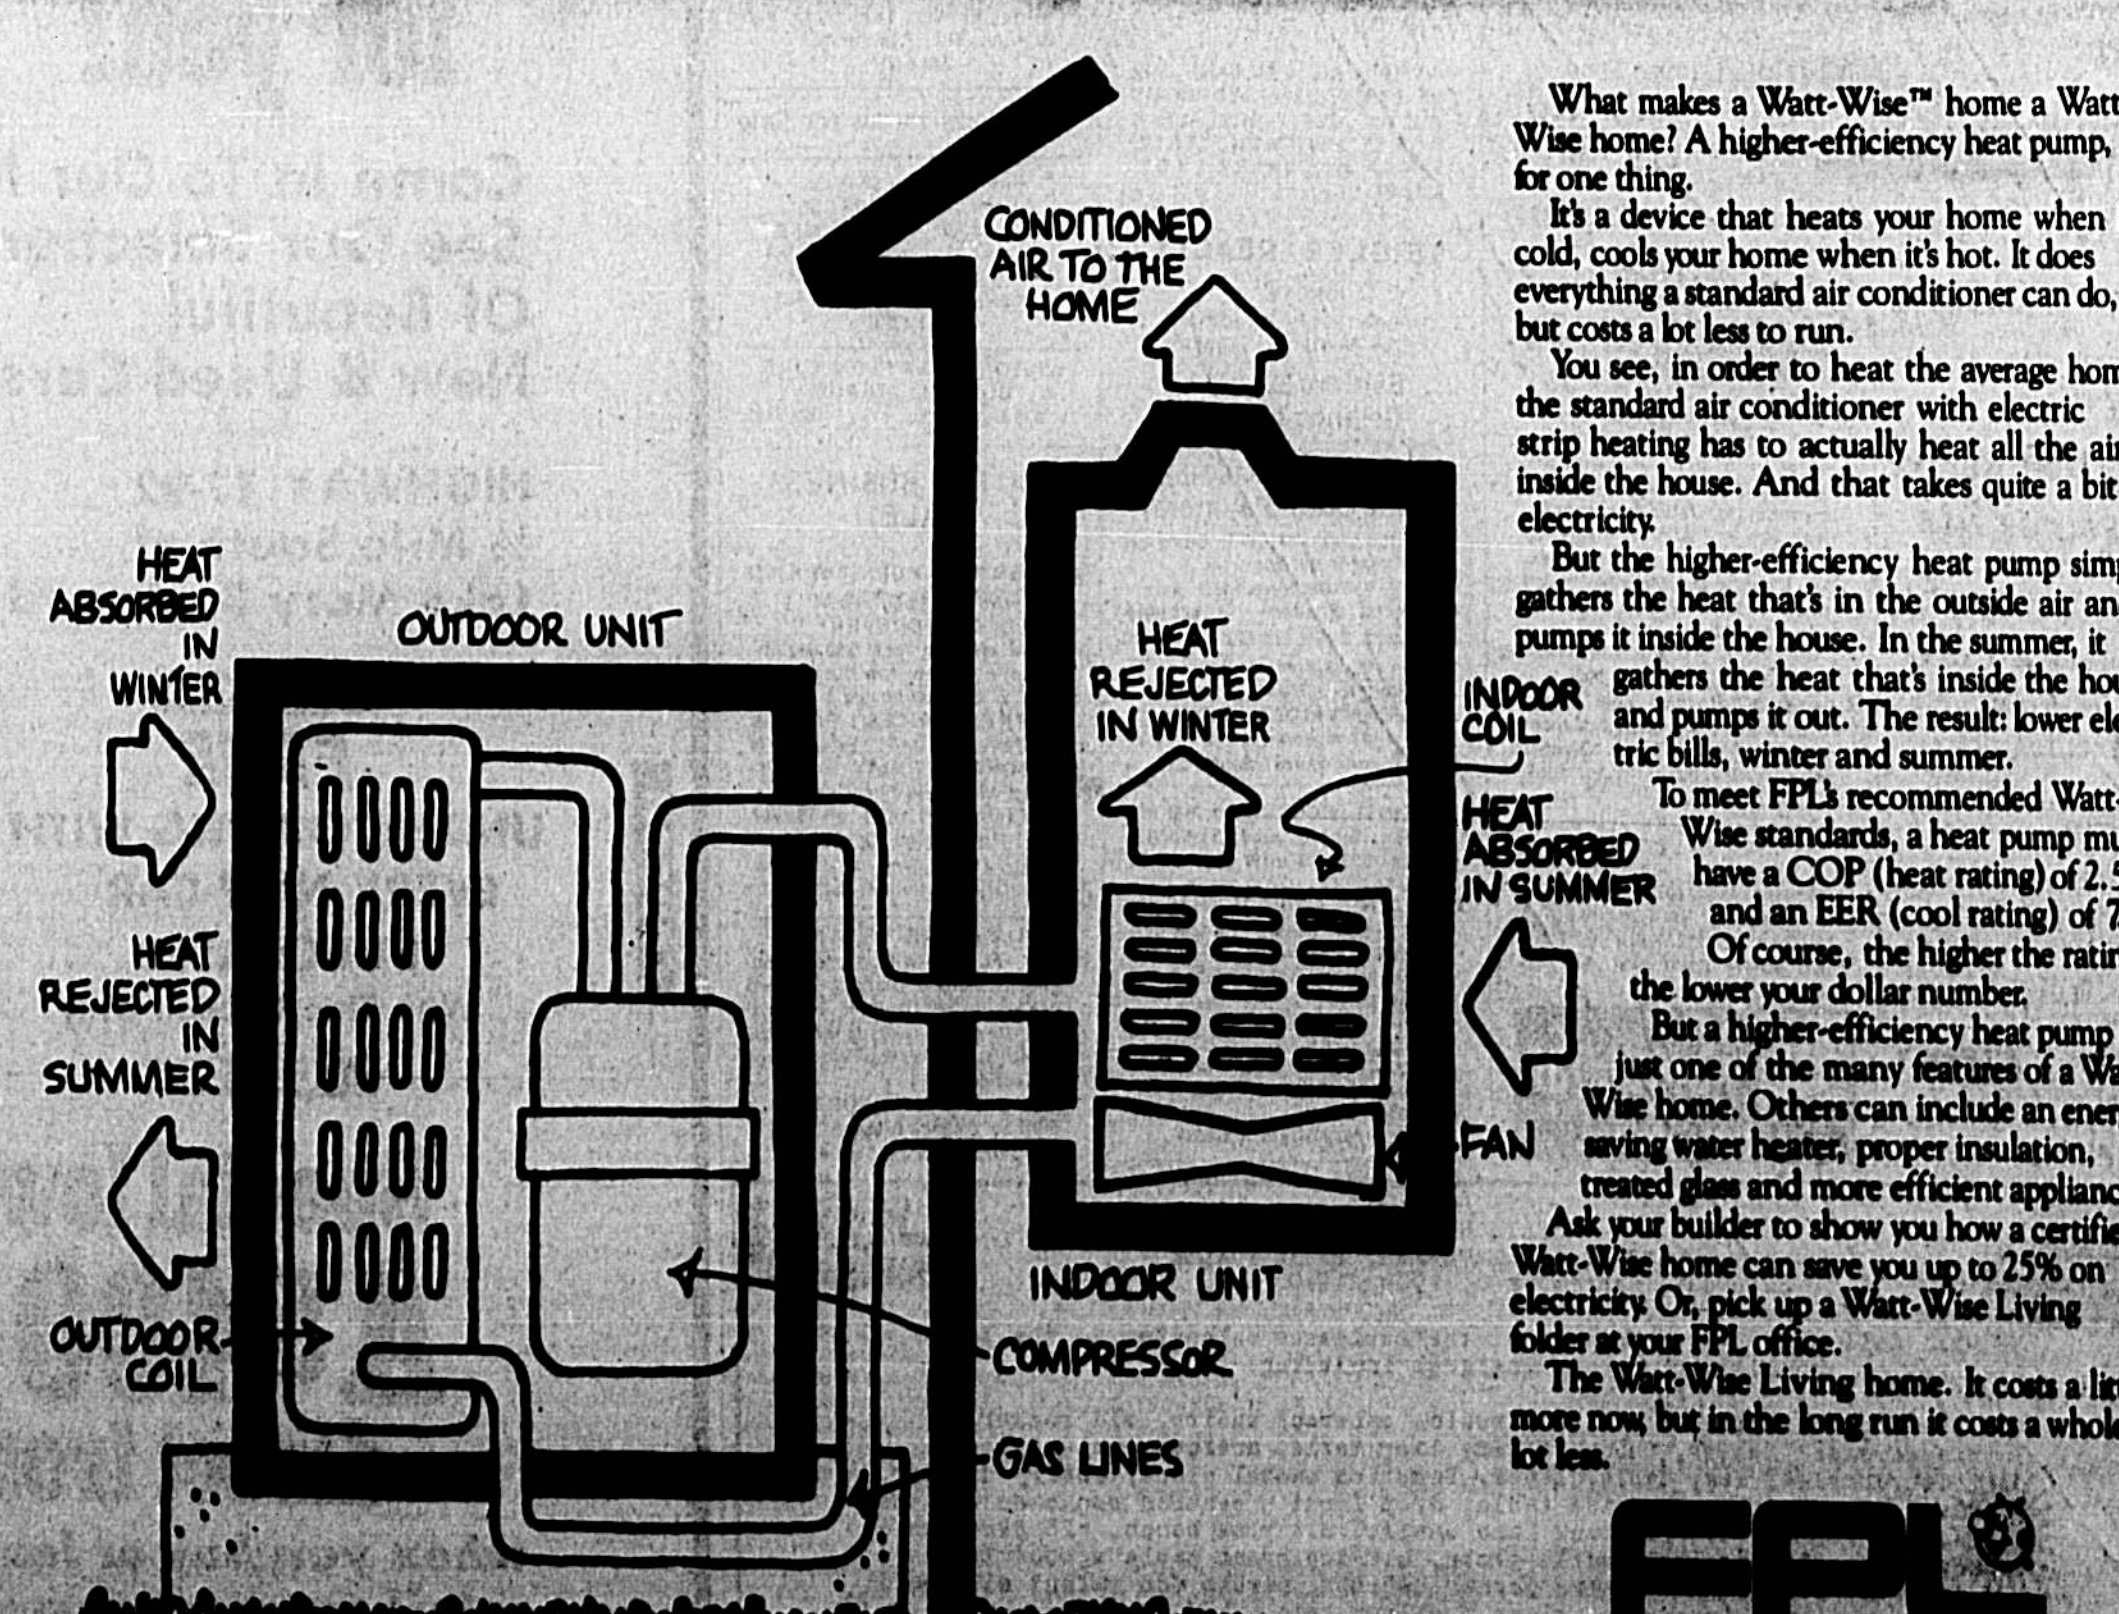 CONDITIONED
AIR TO THE
HOME
HEAT
ABSORBED
IN
WINTER
OUTDOOR UNIT
HEAT
REJECTED
IN WINTER
INDOOR
COIL
HEAT
ABSORBED
IN SUMMER
HEAT
REJECTED
IN
SUMMER
FAN
INDOOR UNIT
OUTDOOR
COIL
COMPRESSOR
GAS LINES
What makes a Watt-Wise™ home a Watt-
Wise home? A higher-efficiency heat pump,
for one thing.
It's a device that heats your home when
cold, cools your home when it's hot. It does
everything a standard air conditioner can do,
but costs a lot less to run.
You see, in order to heat the average hom
the standard air conditioner with electric
strip heating has to actually heat all the air
inside the house. And that takes quite a bit
electricity.
But the higher-efficiency heat pump sim
gathers the heat that's in the outside air an
pumps it inside the house. In the summer, it
gathers the heat that's inside the hou
and pumps it out. The result: lower ele
tric bills, winter and summer.
To meet FPL's recommended Watt-
Wise standards, a heat pump mu
have a COP (heat rating) of 2.5
and an EER (cool rating) of 7
Of course, the higher the ratin
the lower your dollar number.
But a higher-efficiency heat pump
just one of the many features of a Wa
Wise home. Others can include an ener
saving water heater, proper insulation,
treated glass and more efficient applianc
Ask your builder to show you how a certifie
Watt-Wise home can save you up to 25% on
electricity. Or, pick up a Watt-Wise Living
folder at your FPL office.
The Watt-Wise Living home. It costs a lit
more now, but in the long run it costs a whole
lot less.
FPL